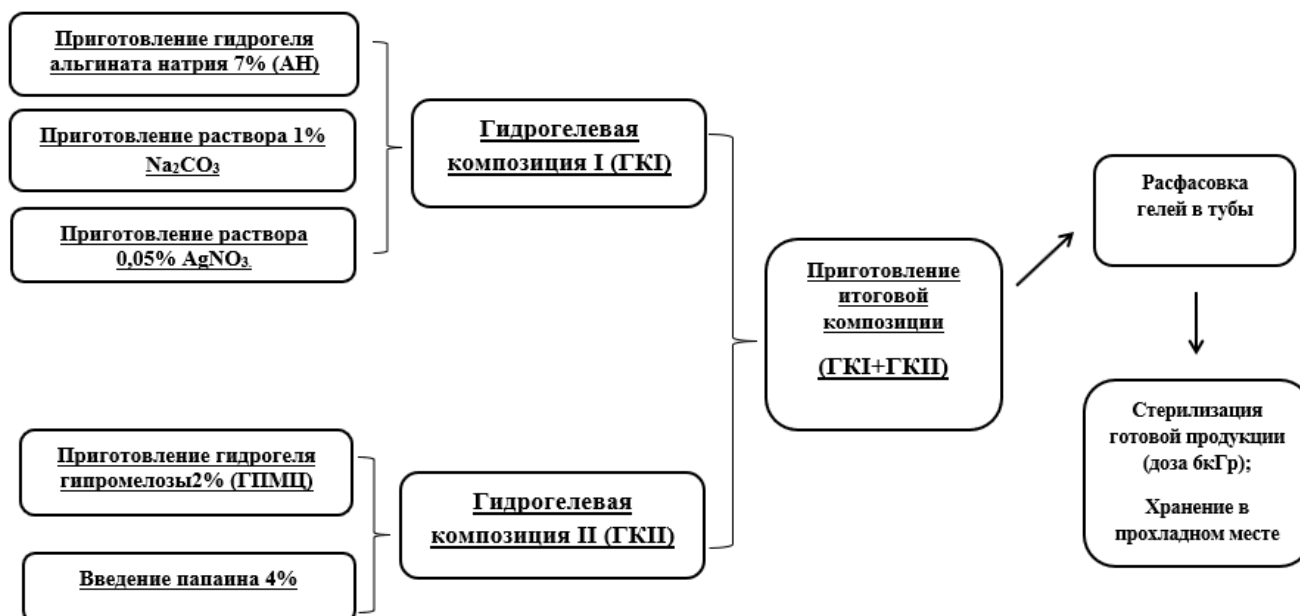 Приготовление гидрогеля
альгината натрия 7% (АН)
Приготовление раствора 1%
Na₂CO₃
Приготовление раствора
0,05% AgNO₃.
Гидрогелевая
композиция I (ГКI)
Приготовление гидрогеля
гипромелозы2% (ГПМЦ)
Введение папаина 4%
Гидрогелевая
композиция II (ГКII)
Приготовление
итоговой
композиции
(ГКI+ГКII)
Расфасовка
гелей в тубы
Стерилизация
готовой продукции
(доза 6кГр);
Хранение в
прохладном месте